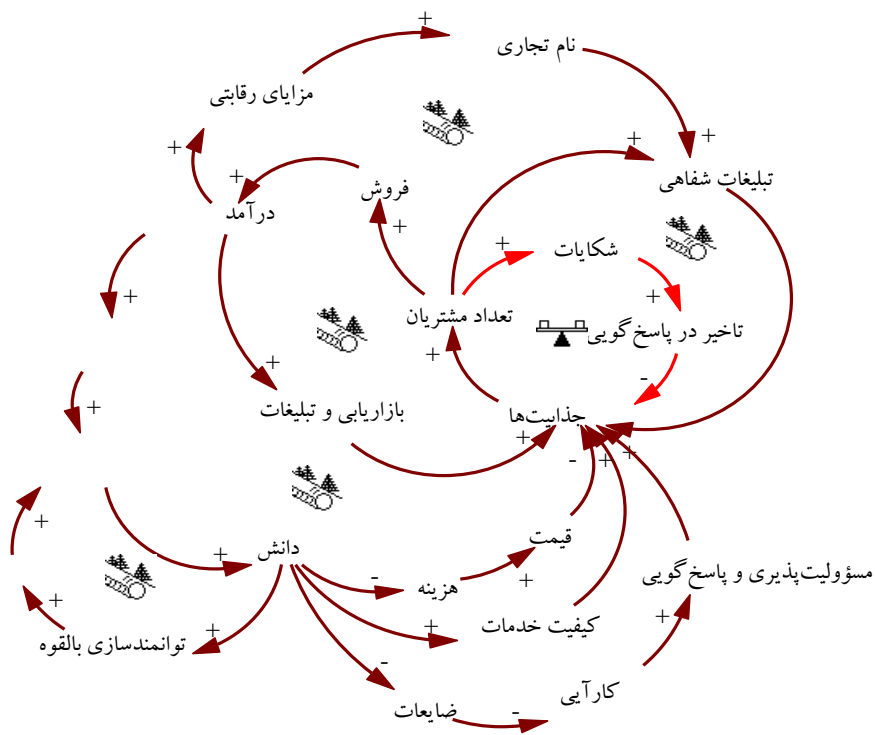 +
نام تجاری
مزایای رقابتی
+
+
+
تبلیغات شفاهی
+
فروش
درآمد
+
+
شکایات
+
+
تعداد مشتریان
تاخیر در پاسخ‌گویی
+
+
-
بازاریابی و تبلیغات
جذابیت‌ها
+
+
-
+
+
+
قیمت
دانش
+
-
هزینه
+
مسؤولیت‌پذیری و پاسخ‌گویی
+
+
کیفیت خدمات
+
+
توانمندسازی بالقوه
-
کارآیی
ضایعات
-